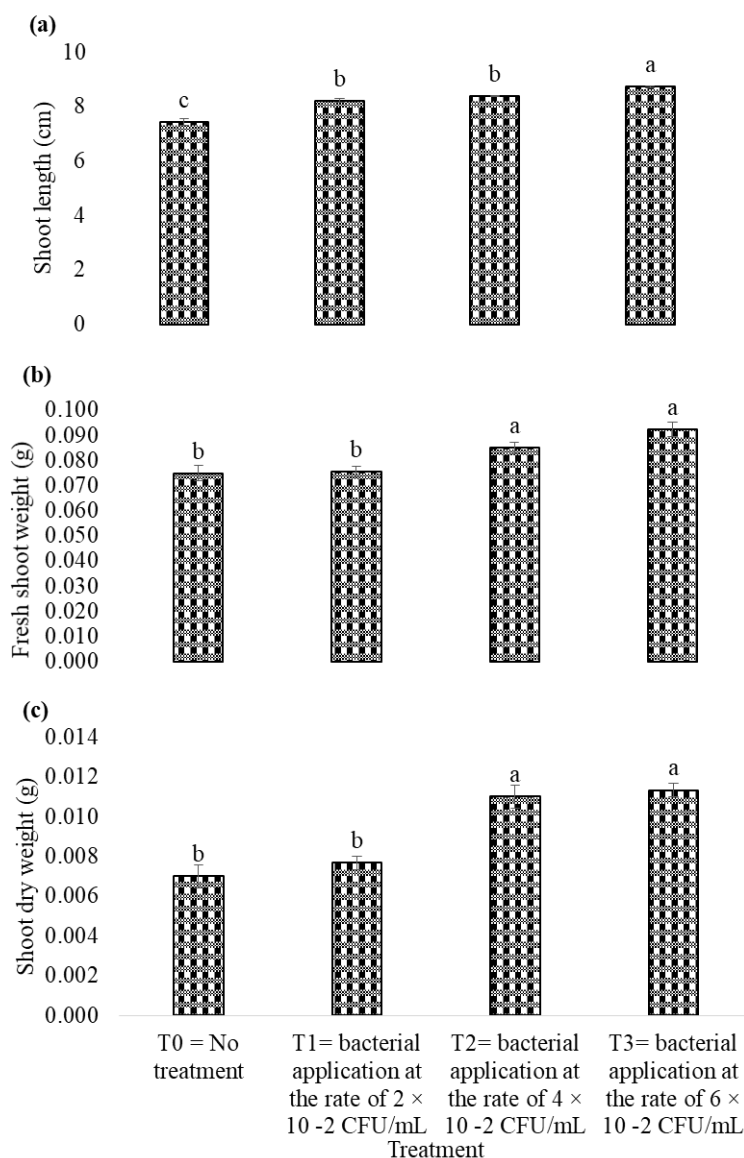 (a)
Shoot length (cm)
10
8
6
4
2
0
c
b
b
a
(b)
Fresh shoot weight (g)
0.100
0.090
0.080
0.070
0.060
0.050
0.040
0.030
0.020
0.010
0.000
b
b
a
a
(c)
Shoot dry weight (g)
0.014
0.012
0.010
0.008
0.006
0.004
0.002
0.000
b
b
a
a
T0 = No
treatment
T1= bacterial
application at
the rate of 2 ×
10 -2 CFU/mL
T2= bacterial
application at
the rate of 4 ×
10 -2 CFU/mL
T3= bacterial
application at
the rate of 6 ×
10 -2 CFU/mL
Treatment